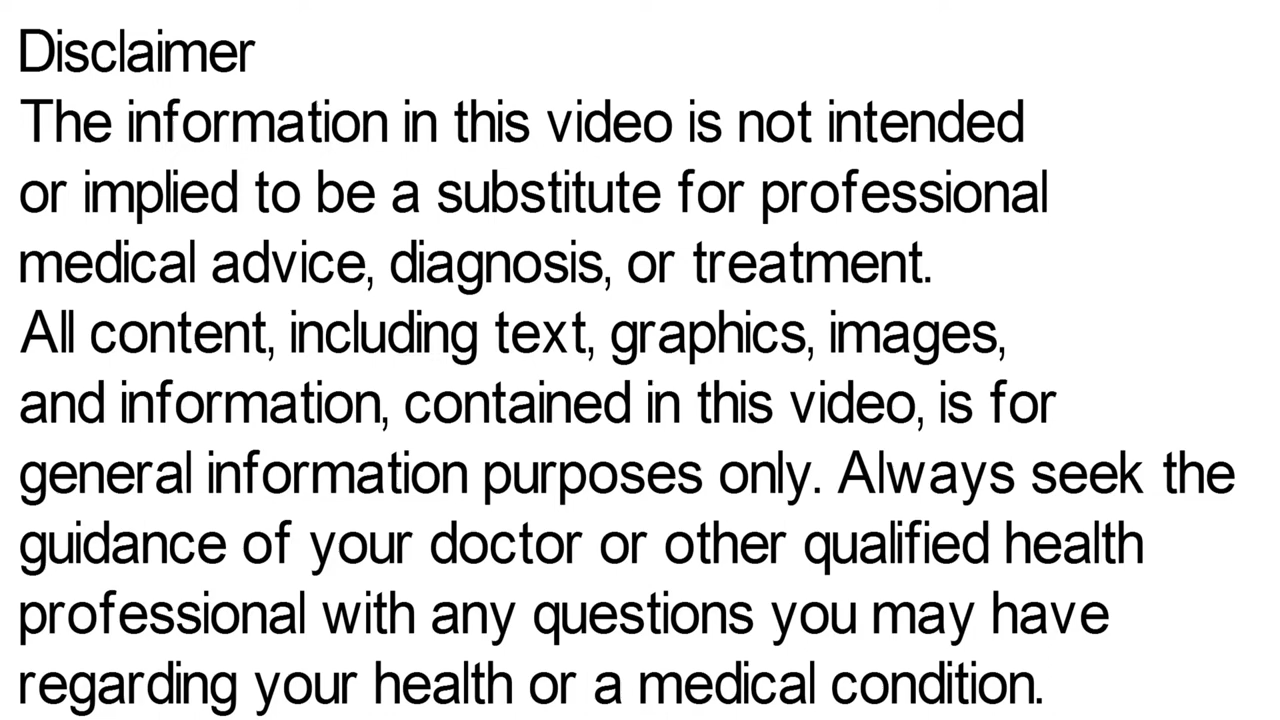 Disclaimer
The information in this video is not intended
or implied to be a substitute for professional
medical advice, diagnosis, or treatment.
All content, including text, graphics, images,
and information, contained in this video, is for
general information purposes only. Always seek the
guidance of your doctor or other qualified health
professional with any questions you may have
regarding your health or a medical condition.